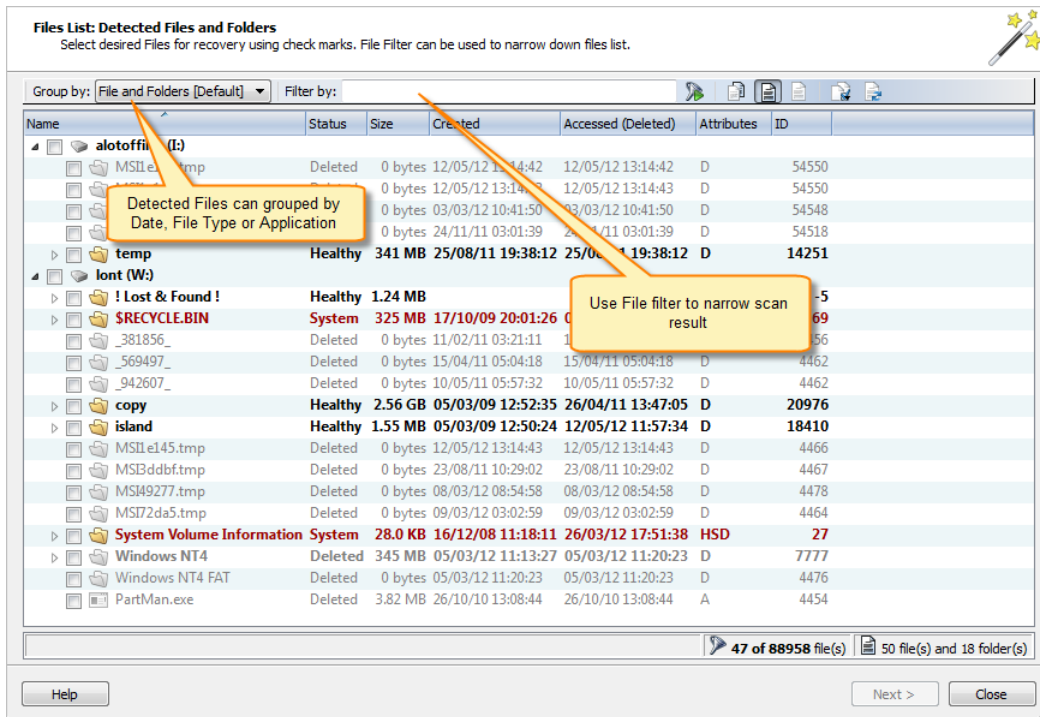 Files List: Detected Files and Folders
Select desired Files for recovery using check marks. File Filter can be used to narrow down files list.
Group by: File and Folders [Default] Filter by:
Name Status Size Created Accessed (Deleted) Attributes ID
(I:)
Deleted 0 bytes 12/05/12 13:14:42 D 54550
Deleted 0 bytes 12/05/12 13:14:43 D 54550
0 bytes 03/03/12 10:41:50 03/03/12 10:41:50 D 54548
0 bytes 24/11/11 03:01:39 D 54518
Detected Files can grouped by
Date, File Type or Application
temp Healthy 341 MB 25/08/11 19:38:12 19:38:12 D 14251
lont (W:)
! Lost & Found ! Healthy 1.24 MB -5
Use File filter to narrow scan
result
$RECYCLE.BIN System 325 MB 17/10/09 20:01:26
_381856_ Deleted 0 bytes 11/02/11 03:21:11
_569497_ Deleted 0 bytes 15/04/11 05:04:18 15/04/11 05:04:18 D 4462
_942607_ Deleted 0 bytes 10/05/11 05:57:32 10/05/11 05:57:32 D 4462
copy Healthy 2.56 GB 05/03/09 12:52:35 26/04/11 13:47:05 D 20976
island Healthy 1.55 MB 05/03/09 12:50:24 12/05/12 11:57:34 D 18410
MSI1e145.tmp Deleted 0 bytes 12/05/12 13:14:43 12/05/12 13:14:43 D 4466
MSI3ddbf.tmp Deleted 0 bytes 23/08/11 10:29:02 23/08/11 10:29:02 D 4467
MSI49277.tmp Deleted 0 bytes 08/03/12 08:54:58 08/03/12 08:54:58 D 4478
MSI72da5.tmp Deleted 0 bytes 09/03/12 03:02:59 09/03/12 03:02:59 D 4464
System Volume Information System 28.0 KB 16/12/08 11:18:11 26/03/12 17:51:38 HSD 27
Windows NT4 Deleted 345 MB 05/03/12 11:13:27 05/03/12 11:20:23 D 7777
Windows NT4 FAT Deleted 0 bytes 05/03/12 11:20:23 05/03/12 11:20:23 D 4476
PartMan.exe Deleted 3.82 MB 26/10/10 13:08:44 26/10/10 13:08:44 A 4454
47 of 88958 file(s) 50 file(s) and 18 folder(s)
Help Next > Close